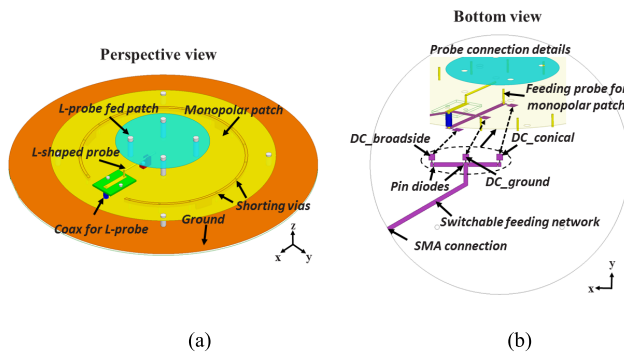 Perspective view
L-probe fed patch
Monopolar patch
L-shaped probe
Shorting vias
Ground
Coax for L-probe
z
x
y
(a)
Bottom view
Probe connection details
Feeding probe for
monopolar patch
DC_broadside
DC_conical
Pin diodes
DC_ground
Switchable feeding network
SMA connection
y
x
(b)